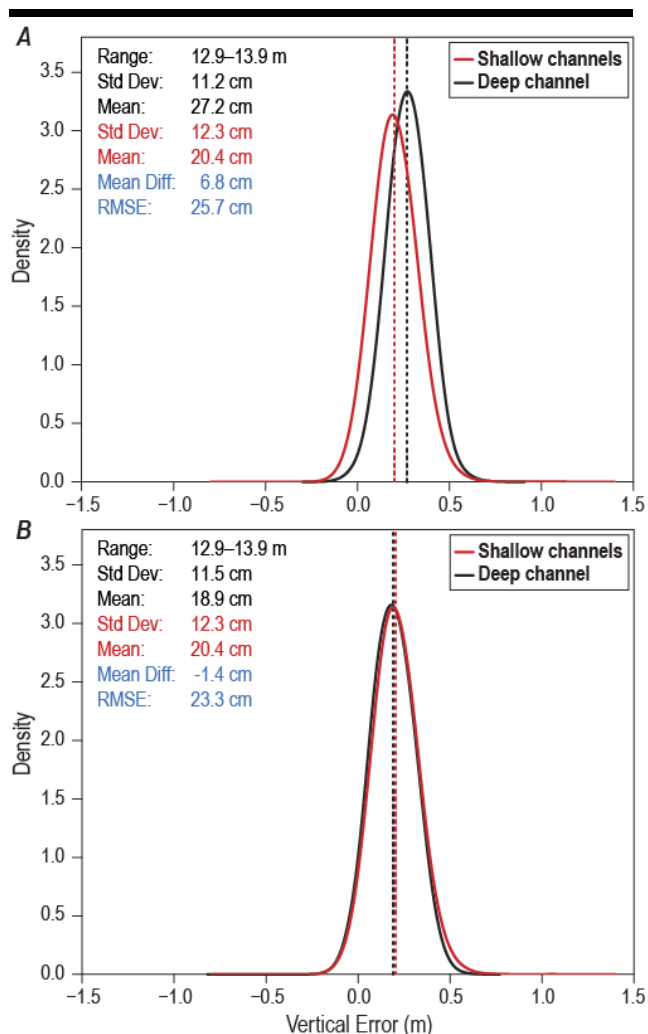 A
Range: 12.9–13.9 m
Std Dev: 11.2 cm
Mean: 27.2 cm
Std Dev: 12.3 cm
Mean: 20.4 cm
Mean Diff: 6.8 cm
RMSE: 25.7 cm
Shallow channels
Deep channel
3.5
3.0
2.5
2.0
1.5
1.0
0.5
0.0
Density
−1.5 −1.0 −0.5 0.0 0.5 1.0 1.5
B
Range: 12.9–13.9 m
Std Dev: 11.5 cm
Mean: 18.9 cm
Std Dev: 12.3 cm
Mean: 20.4 cm
Mean Diff: -1.4 cm
RMSE: 23.3 cm
Shallow channels
Deep channel
3.5
3.0
2.5
2.0
1.5
1.0
0.5
0.0
Density
−1.5 −1.0 −0.5 0.0 0.5 1.0 1.5
Vertical Error (m)